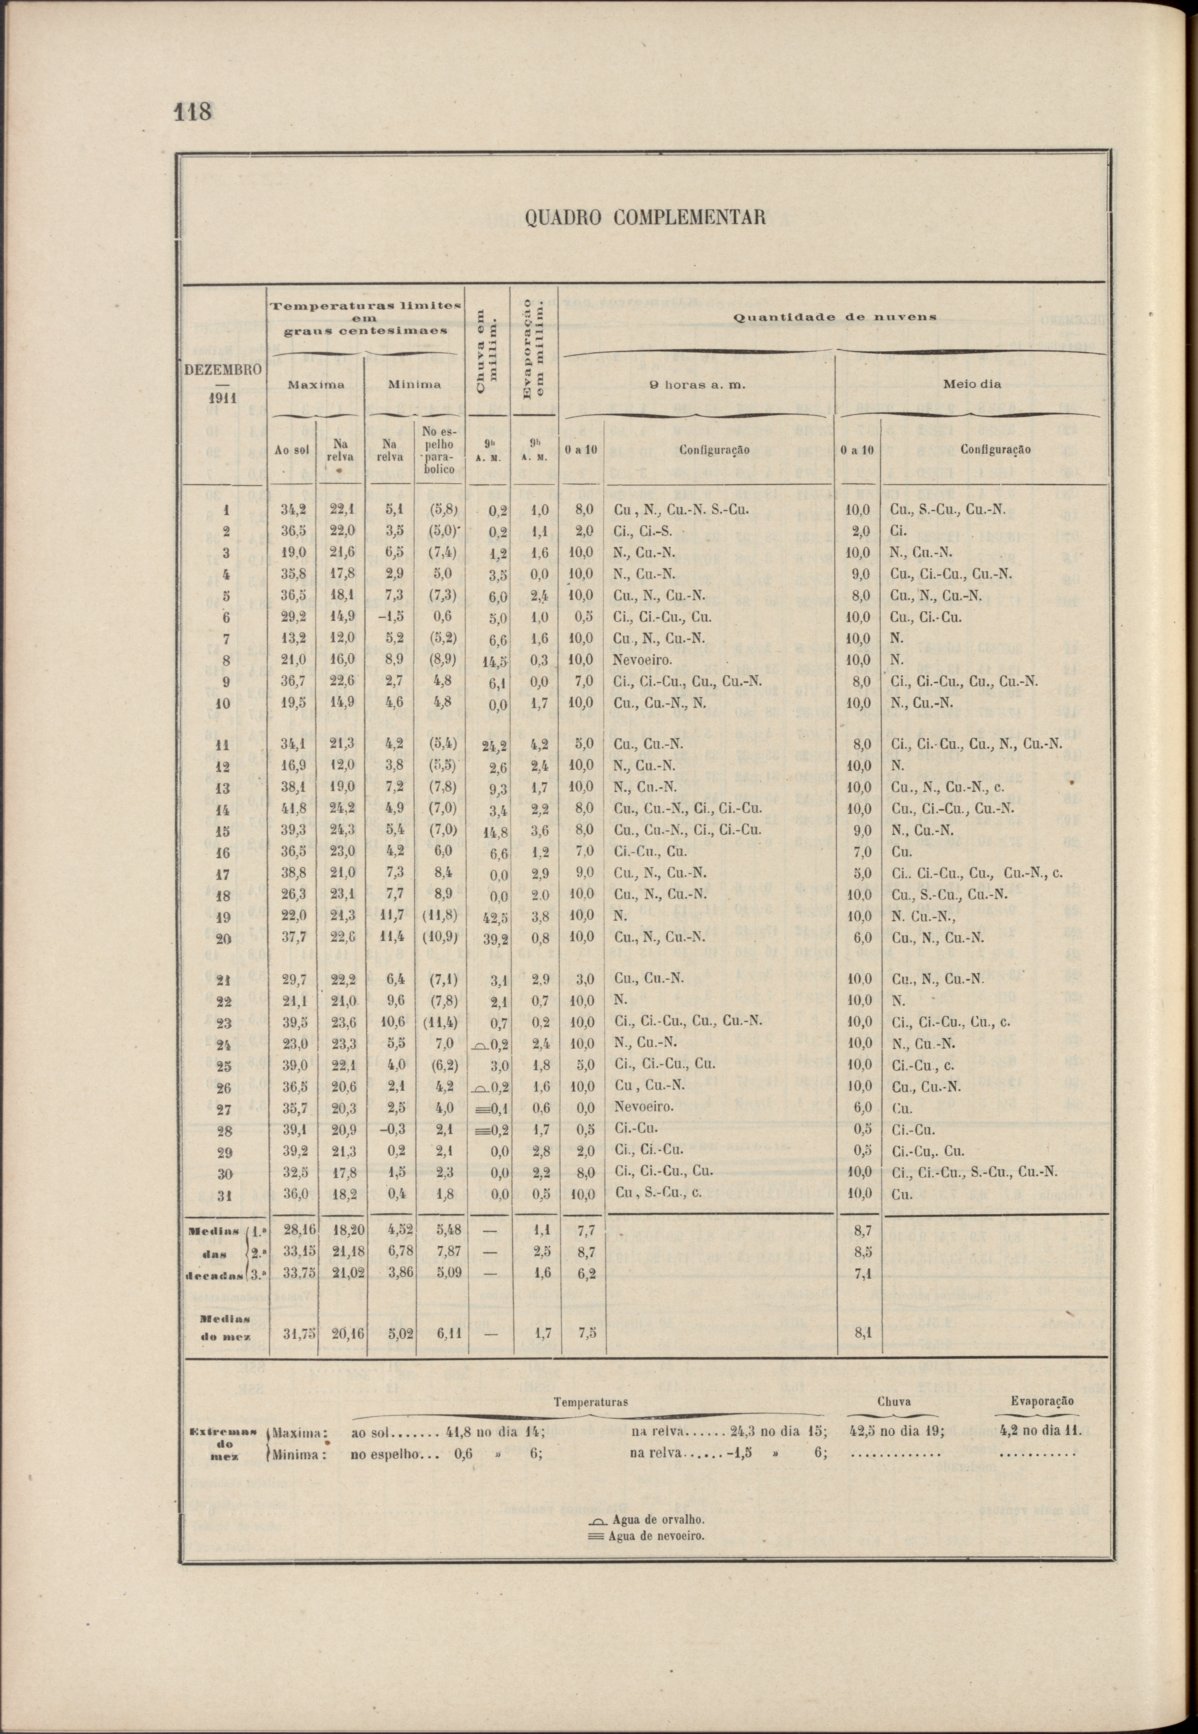 118
QUADRO COMPLEMENTAR
DEZEMBRO
—
1911
Temperaturas limites
em
graus centesimaes
Chuva em
millim.
Evaporação
em millim.
Quantidade de nuvens
Maxima Minima 9 horas a. m. Meio dia
Ao sol Na relva Na relva No espelho parabolico 9h A. M. 9h A. M. 0 a 10 Configuração 0 a 10 Configuração
1 34,2 22,1 5,1 (5,8) 0,2 1,0 8,0 Cu , N., Cu.-N. S.-Cu. 10,0 Cu., S.-Cu., Cu.-N.
2 36,5 22,0 3,5 (5,0) 0,2 1,1 2,0 Ci., Ci.-S. 2,0 Ci.
3 19,0 21,6 6,5 (7,4) 1,2 1,6 10,0 N., Cu.-N. 10,0 N., Cu.-N.
4 35,8 17,8 2,9 5,0 3,5 0,0 10,0 N., Cu.-N. 9,0 Cu., Ci.-Cu., Cu.-N.
5 36,5 18,1 7,3 (7,3) 6,0 2,4 10,0 Cu., N., Cu.-N. 8,0 Cu., N., Cu.-N.
6 29,2 14,9 –1,5 0,6 5,0 1,0 0,5 Ci., Ci.-Cu., Cu. 10,0 Cu., Ci.-Cu.
7 13,2 12,0 5,2 (5,2) 6,6 1,6 10,0 Cu , N., Cu.-N. 10,0 N.
8 21,0 16,0 8,9 (8,9) 14,5 0,3 10,0 Nevoeiro. 10,0 N.
9 36,7 22,6 2,7 4,8 6,1 0,0 7,0 Ci., Ci.-Cu., Cu., Cu.-N. 8,0 Ci., Ci.-Cu., Cu., Cu.-N.
10 19,5 14,9 4,6 4,8 0,0 1,7 10,0 Cu., Cu.-N., N. 10,0 N., Cu.-N.
11 34,1 21,3 4,2 (5,4) 24,2 4,2 5,0 Cu., Cu.-N. 8,0 Ci., Ci.-Cu., Cu., N., Cu.-N.
12 16,9 12,0 3,8 (5,5) 2,6 2,4 10,0 N., Cu.-N. 10,0 N.
13 38,1 19,0 7,2 (7,8) 9,3 1,7 10,0 N., Cu.-N. 10,0 Cu., N., Cu.-N., c.
14 41,8 24,2 4,9 (7,0) 3,4 2,2 8,0 Cu., Cu.-N., Ci., Ci.-Cu. 10,0 Cu., Ci.-Cu., Cu.-N.
15 39,3 24,3 5,4 (7,0) 14,8 3,6 8,0 Cu., Cu.-N., Ci., Ci.-Cu. 9,0 N., Cu.-N.
16 36,5 23,0 4,2 6,0 6,6 1,2 7,0 Ci.-Cu., Cu. 7,0 Cu.
17 38,8 21,0 7,3 8,4 0,0 2,9 9,0 Cu., N., Cu.-N. 5,0 Ci.. Ci.-Cu., Cu., Cu.-N., c.
18 26,3 23,1 7,7 8,9 0,0 2,0 10,0 Cu., N., Cu.-N. 10,0 Cu., S.-Cu., Cu.-N.
19 22,0 21,3 11,7 (11,8) 42,5 3,8 10,0 N. 10,0 N. Cu.-N.,
20 37,7 22,6 11,4 (10,9) 39,2 0,8 10,0 Cu., N., Cu.-N. 6,0 Cu., N., Cu.-N.
21 29,7 22,2 6,4 (7,1) 3,1 2,9 3,0 Cu., Cu.-N. 10,0 Cu., N., Cu.-N.
22 21,1 21,0 9,6 (7,8) 2,1 0,7 10,0 N. 10,0 N.
23 39,5 23,6 10,6 (11,4) 0,7 0,2 10,0 Ci., Ci.-Cu., Cu., Cu.-N. 10,0 Ci., Ci.-Cu., Cu., c.
24 23,0 23,3 5,5 7,0 ⌓0,2 2,4 10,0 N., Cu.-N. 10,0 N., Cu.-N.
25 39,0 22,1 4,0 (6,2) 3,0 1,8 5,0 Ci., Ci.-Cu., Cu. 10,0 Ci.-Cu., c.
26 36,5 20,6 2,1 4,2 ⌓0,2 1,6 10,0 Cu , Cu.-N. 10,0 Cu., Cu.-N.
27 35,7 20,3 2,5 4,0 ≡0,1 0,6 0,0 Nevoeiro. 6,0 Cu.
28 39,1 20,9 –0,3 2,1 ≡0,2 1,7 0,5 Ci.-Cu. 0,5 Ci.-Cu.
29 39,2 21,3 0,2 2,1 0,0 2,8 2,0 Ci., Ci.-Cu. 0,5 Ci.-Cu,. Cu.
30 32,5 17,8 1,5 2,3 0,0 2,2 8,0 Ci., Ci.-Cu., Cu. 10,0 Ci., Ci.-Cu., S.-Cu., Cu.-N.
31 36,0 18,2 0,4 1,8 0,0 0,5 10,0 Cu , S.-Cu., c. 10,0 Cu.
Medias 1.ª 28,16 18,20 4,52 5,48 — 1,1 7,7 8,7
das 2.ª 33,15 21,18 6,78 7,87 — 2,5 8,7 8,5
decadas 3.ª 33,75 21,02 3,86 5,09 — 1,6 6,2 7,1
Medias
do mez 31,75 20,16 5,02 6,11 — 1,7 7,5 8,1
Temperaturas Chuva Evaporação
Extremas
do
mez
Maxima: ao sol....... 41,8 no dia 14; na relva...... 24,3 no dia 15; 42,5 no dia 19; 4,2 no dia 11.
Minima: no espelho... 0,6 » 6; na relva......–1,5 » 6; ............. ...........
⌓ Agua de orvalho.
≡ Agua de nevoeiro.